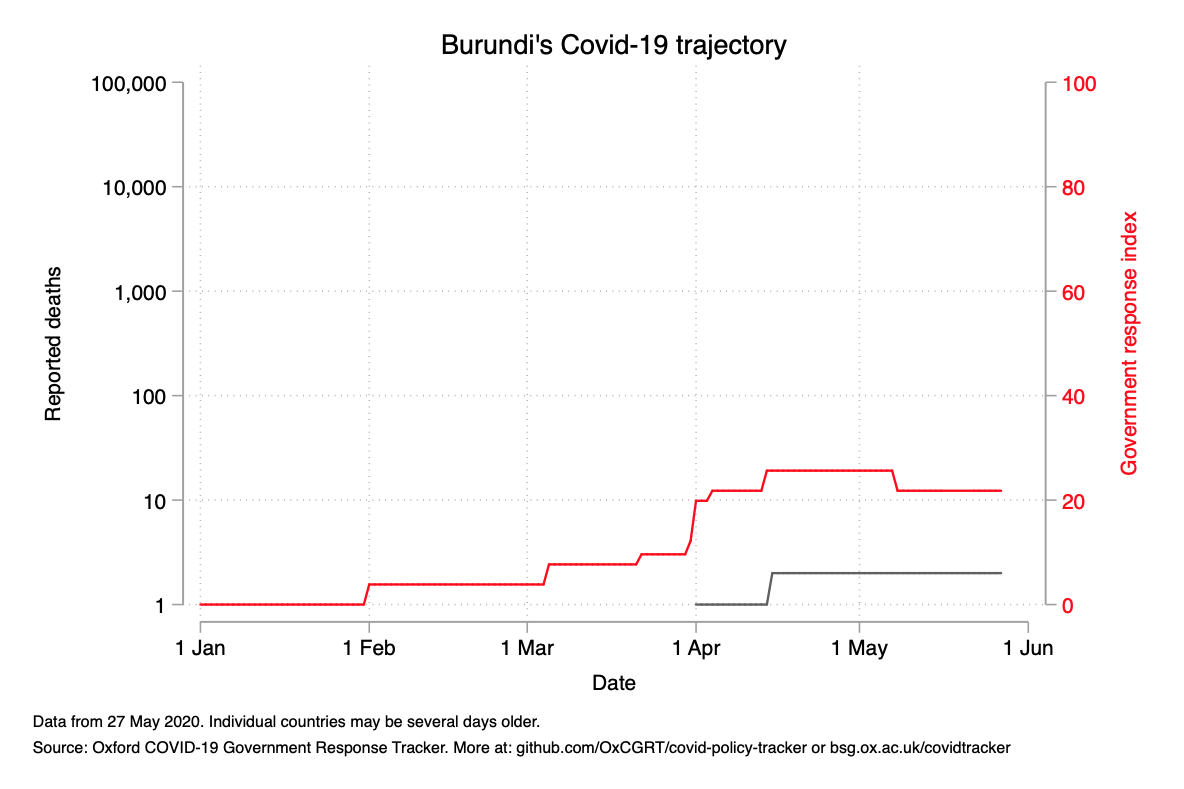 Burundi's Covid-19 trajectory
100,000
10,000
1,000
100
10
1
Reported deaths
100
80
60
40
20
0
Government response index
1 Jan
1 Feb
1 Mar
1 Apr
1 May
1 Jun
Date
Data from 27 May 2020. Individual countries may be several days older.
Source: Oxford COVID-19 Government Response Tracker. More at: github.com/OxCGRT/covid-policy-tracker or bsg.ox.ac.uk/covidtracker